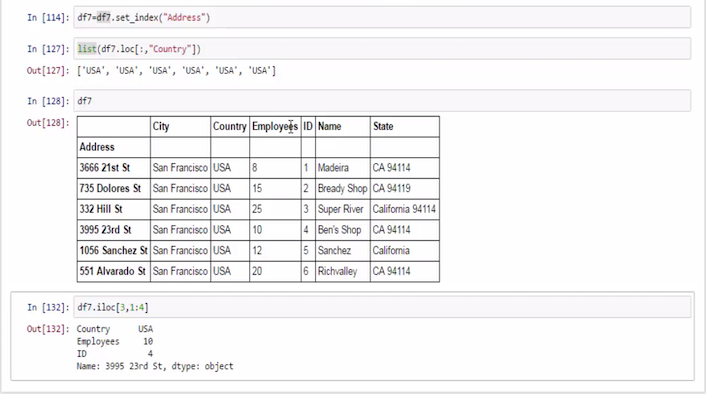 In [114]: df7=df7.set_index("Address")
In [127]: list(df7.loc[:,"Country"])
Out[127]: ['USA', 'USA', 'USA', 'USA', 'USA', 'USA']
In [128]: df7
Out[128]:
City Country Employees ID Name State
Address
3666 21st St San Francisco USA 8 1 Madeira CA 94114
735 Dolores St San Francisco USA 15 2 Bready Shop CA 94119
332 Hill St San Francisco USA 25 3 Super River California 94114
3995 23rd St San Francisco USA 10 4 Ben's Shop CA 94114
1056 Sanchez St San Francisco USA 12 5 Sanchez California
551 Alvarado St San Francisco USA 20 6 Richvalley CA 94114
In [132]: df7.iloc[3,1:4]
Out[132]: Country USA
Employees 10
ID 4
Name: 3995 23rd St, dtype: object